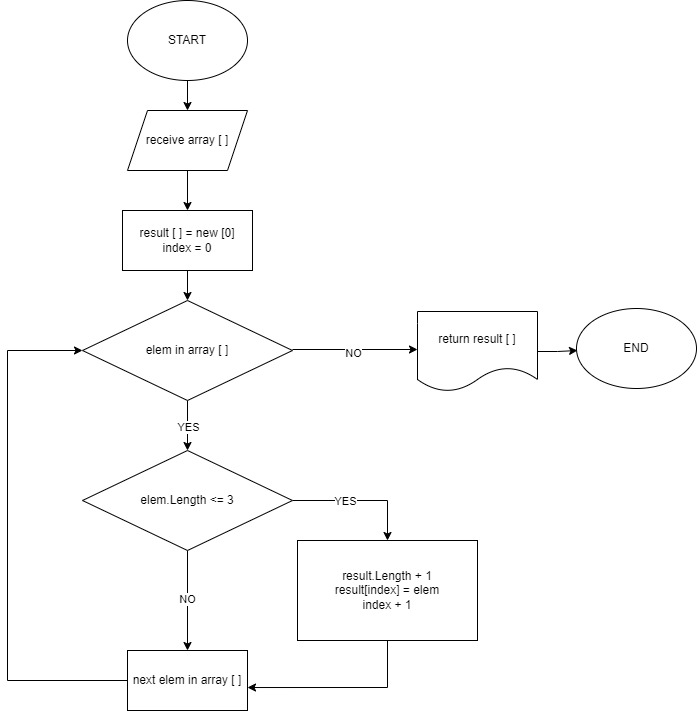 START
receive array [ ]
result [ ] = new [0]
index = 0
elem in array [ ]
NO
return result [ ]
END
YES
elem.Length <= 3
YES
result.Length + 1
result[index] = elem
index + 1
NO
next elem in array [ ]